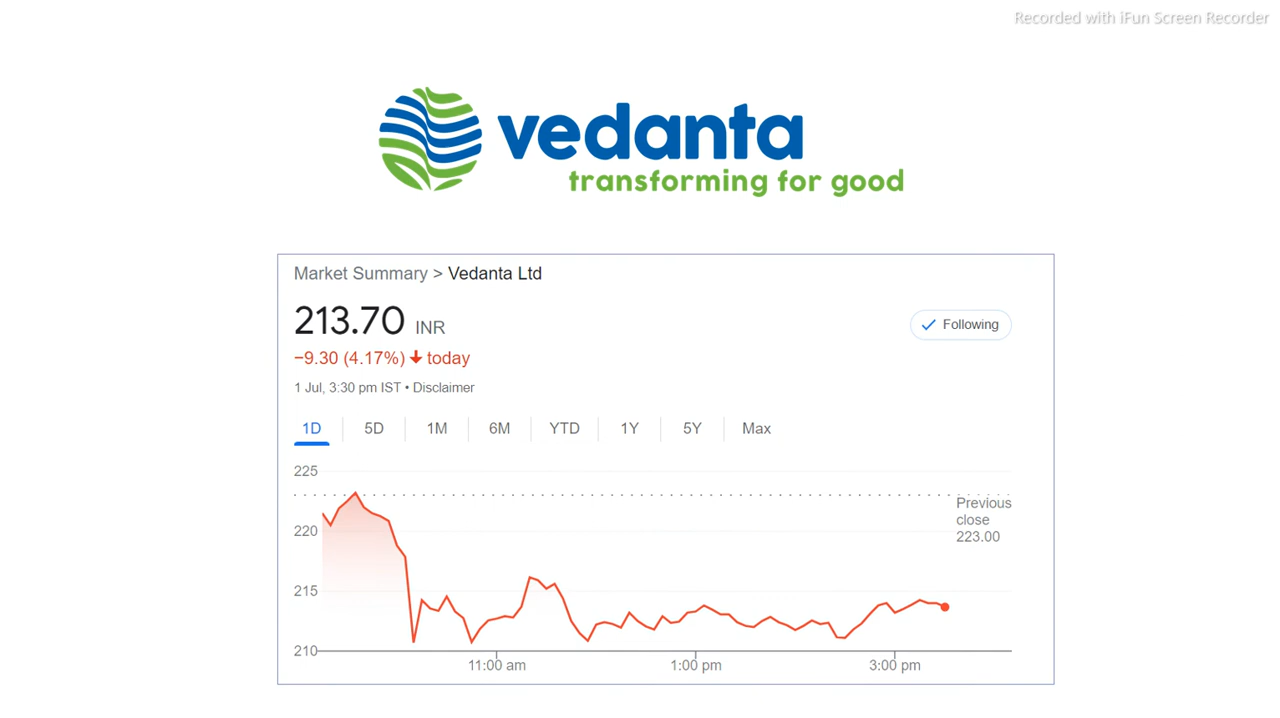 Recorded with iFun Screen Recorder
vedanta
transforming for good
Market Summary > Vedanta Ltd
213.70 INR
Following
−9.30 (4.17%) ↓ today
1 Jul, 3:30 pm IST • Disclaimer
1D 5D 1M 6M YTD 1Y 5Y Max
225
Previous
close
223.00
220
215
210
11:00 am 1:00 pm 3:00 pm